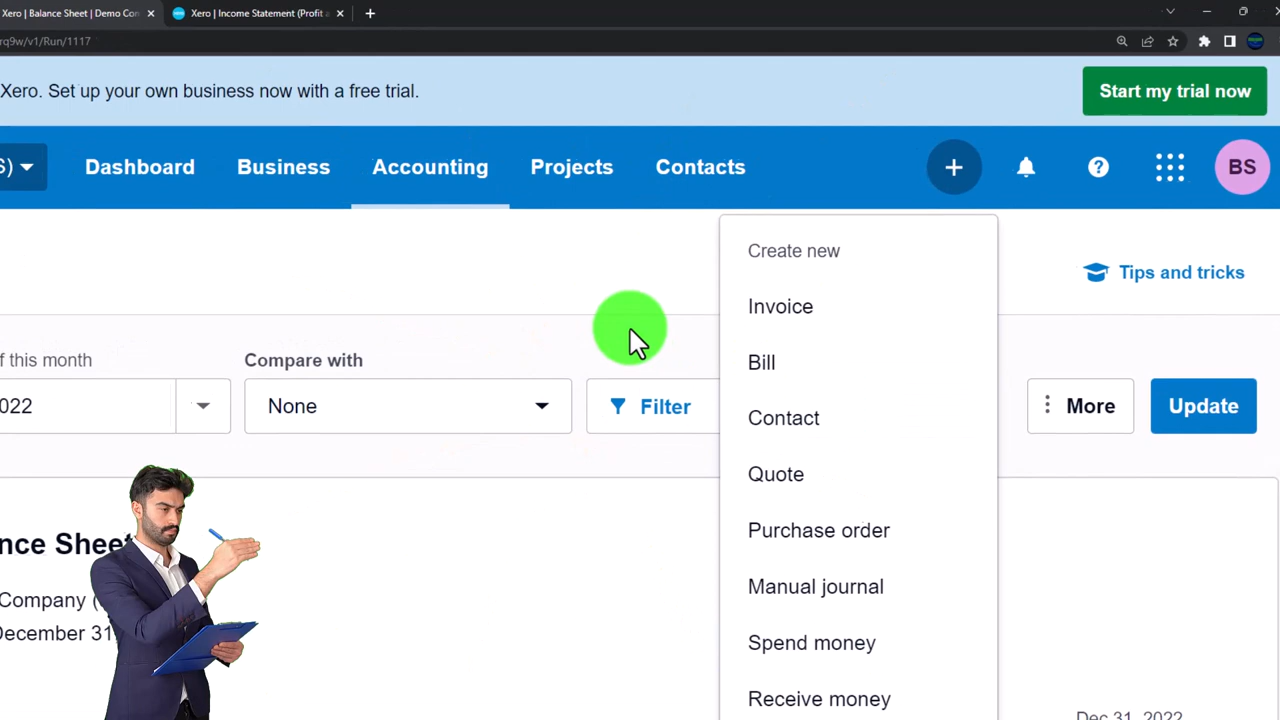 Xero | Balance Sheet | Demo Con
Xero | Income Statement (Profit a
rq9w/v1/Run/1117
Xero. Set up your own business now with a free trial.
Start my trial now
S)
Dashboard
Business
Accounting
Projects
Contacts
BS
Create new
Invoice
Bill
Contact
Quote
Purchase order
Manual journal
Spend money
Receive money
Tips and tricks
f this month
Compare with
022
None
Filter
More
Update
nce Sheet
Company (
December 31
Dec 31, 2022